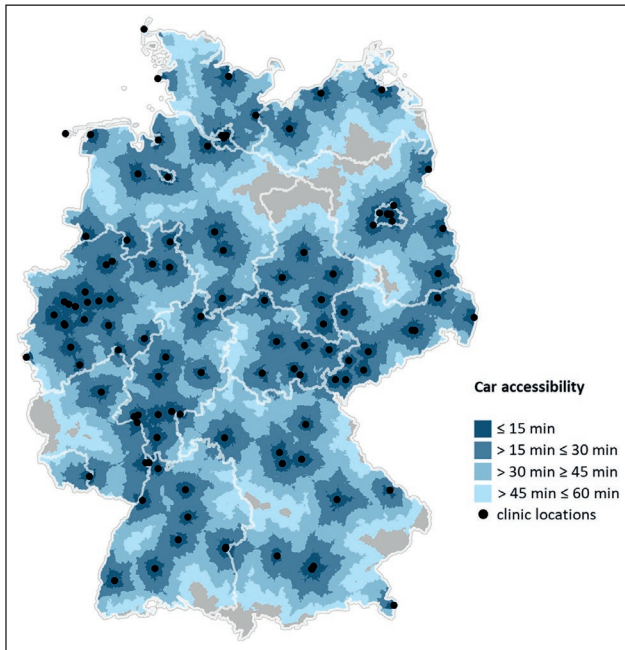 Car accessibility
≤ 15 min
> 15 min ≤ 30 min
> 30 min ≥ 45 min
> 45 min ≤ 60 min
clinic locations